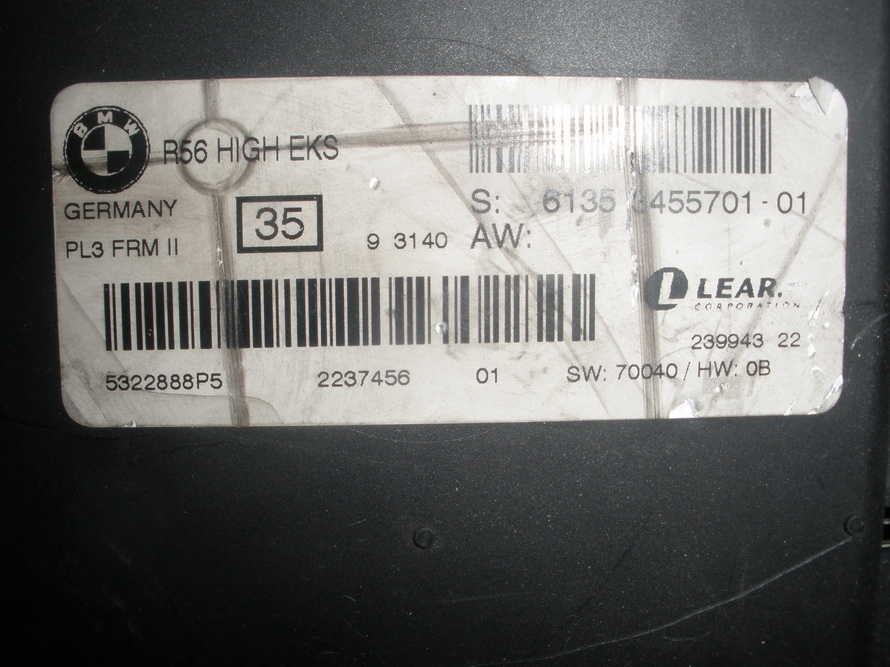 BMW
R56 HIGH EKS
GERMANY
35
PL3 FRM II
9 3140
S: 6135 3455701 - 01
AW:
LEAR.
CORPORATION
239943 22
5322888P5 2237456 01 SW: 70040 / HW: 0B